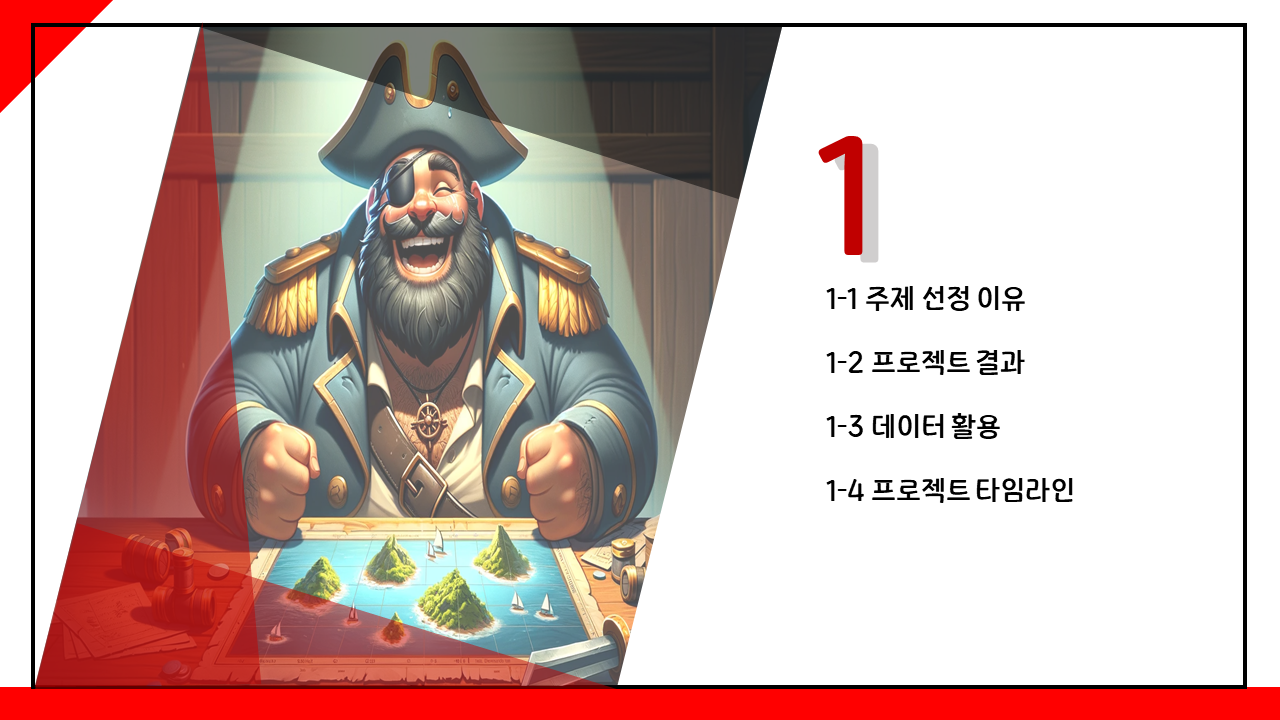 1
1-1 주제 선정 이유
1-2 프로젝트 결과
1-3 데이터 활용
1-4 프로젝트 타임라인